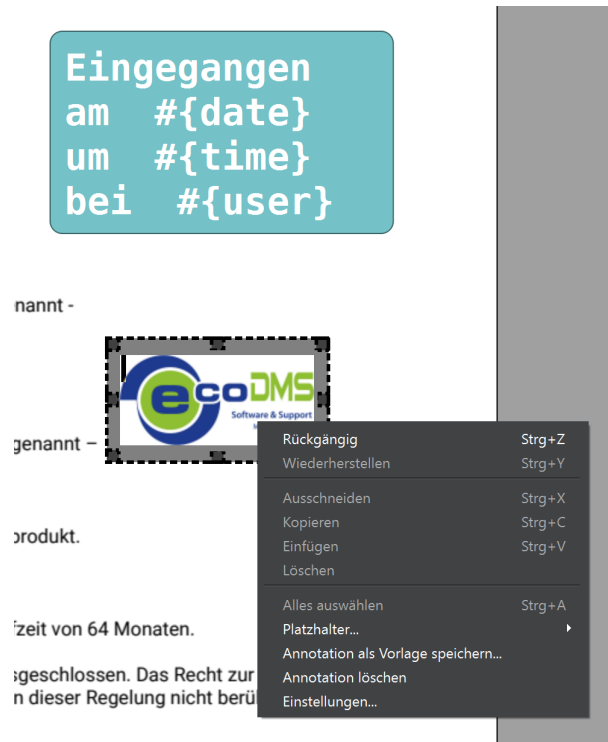 Eingegangen
am #{date}
um #{time}
bei #{user}
nannt -
ecoDMS
Software & Support
genannt –
Rückgängig Strg+Z
Wiederherstellen Strg+Y
Ausschneiden Strg+X
Kopieren Strg+C
Einfügen Strg+V
Löschen
produkt.
Alles auswählen Strg+A
Platzhalter...
fzeit von 64 Monaten.
Annotation als Vorlage speichern...
sgeschlossen. Das Recht zur
Annotation löschen
n dieser Regelung nicht berü
Einstellungen...